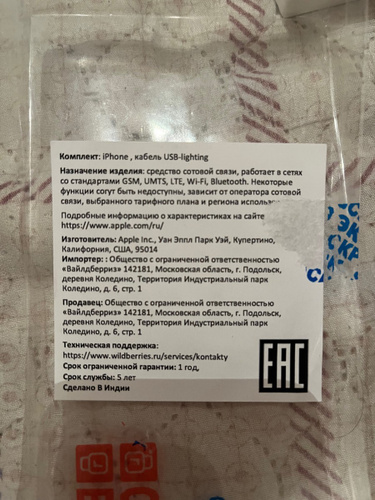 Комплект: iPhone , кабель USB-lighting
Назначение изделия: средство сотовой связи, работает в сетях
со стандартами GSM, UMTS, LTE, Wi-Fi, Bluetooth. Некоторые
функции согут быть недоступны, зависит от оператора сотовой
связи, выбранного тарифного плана и региона использ
Подробные информацию о характеристиках на сайте
https://www.apple.com/ru/
Изготовитель: Apple Inc., Уан Эппл Парк Уэй, Купертино,
Калифорния, США, 95014
Импортер: : Общество с ограниченной ответственностью
«Вайлдберриз» 142181, Московская область, г. Подольск,
деревня Коледино, Территория Индустриальный парк
Коледино, д. 6, стр. 1
Продавец: Общество с ограниченной ответственностью
«Вайлдберриз» 142181, Московская область, г. Подольск,
деревня Коледино, Территория Индустриальный парк
Коледино, д. 6, стр. 1
Техническая поддержка:
https://www.wildberries.ru/services/kontakty
Срок ограниченной гарантии: 1 год,
Срок службы: 5 лет
Сделано В Индии
EAC